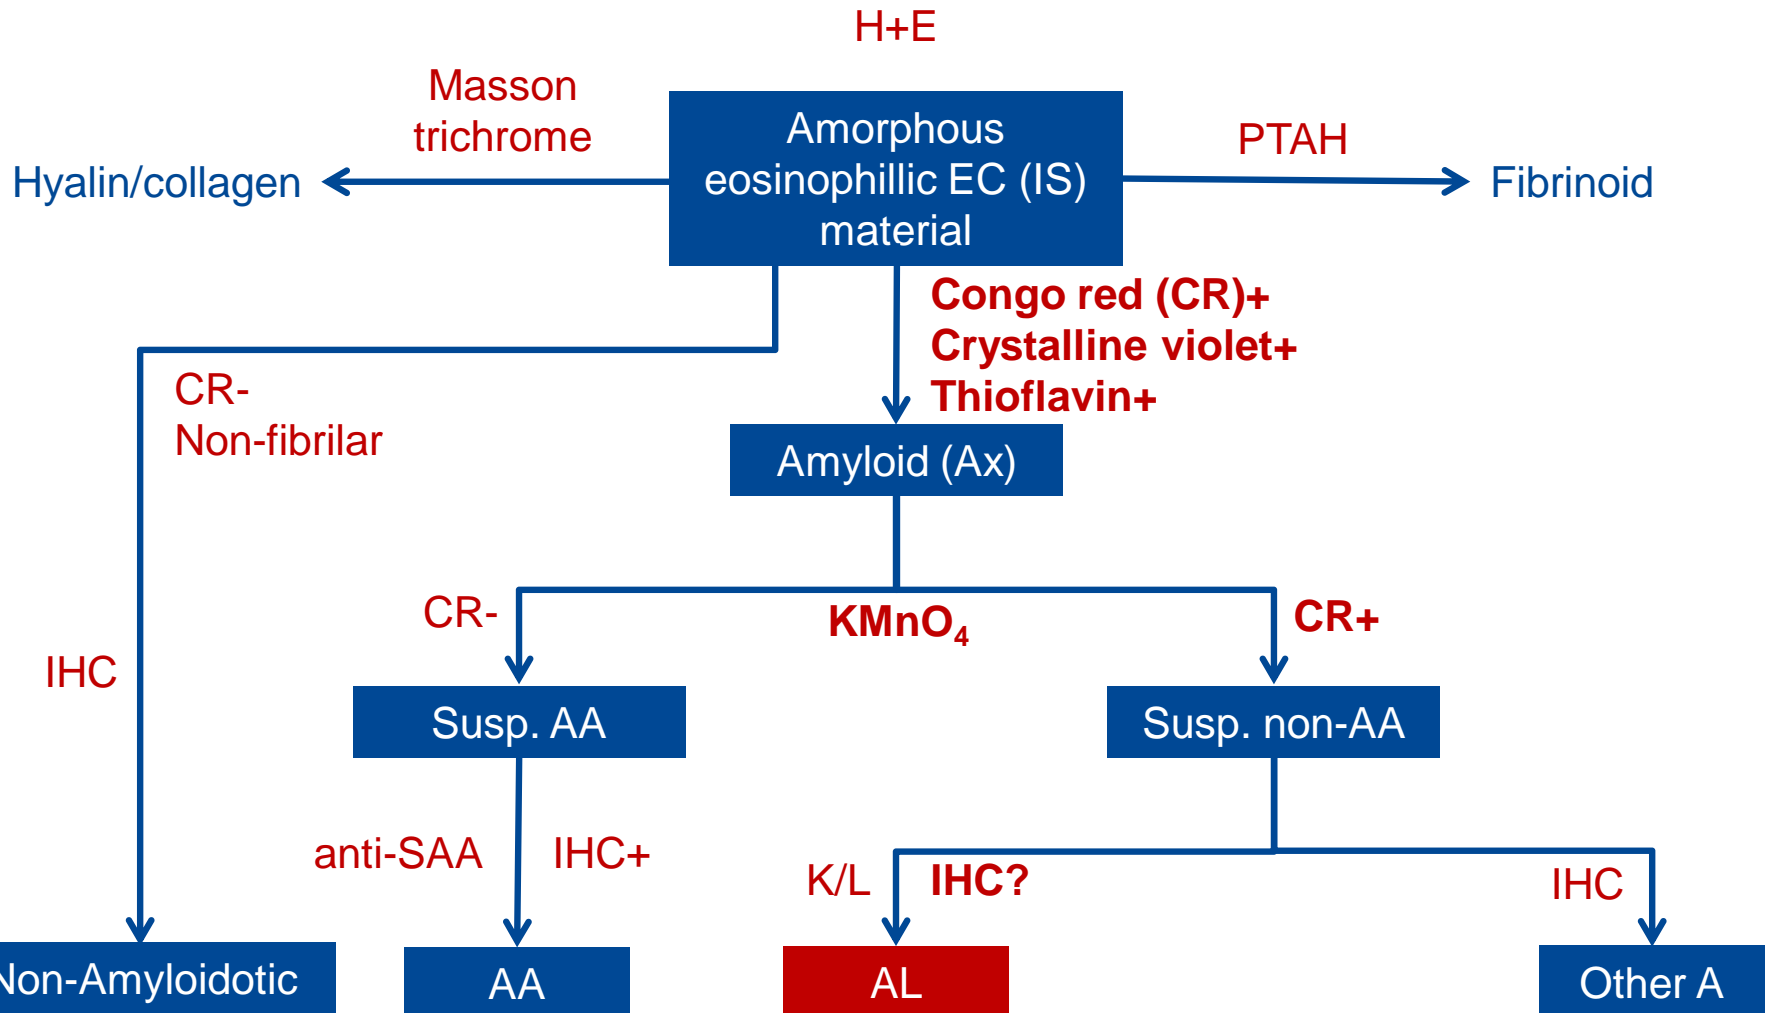 H+E
Masson
trichrome
Amorphous
eosinophillic EC (IS)
material
PTAH
Hyalin/collagen
Fibrinoid
Congo red (CR)+
Crystalline violet+
Thioflavin+
CR-
Non-fibrilar
Amyloid (Ax)
CR-
KMnO₄
CR+
IHC
Susp. AA
Susp. non-AA
anti-SAA
IHC+
K/L
IHC?
IHC
Non-Amyloidotic
AA
AL
Other A